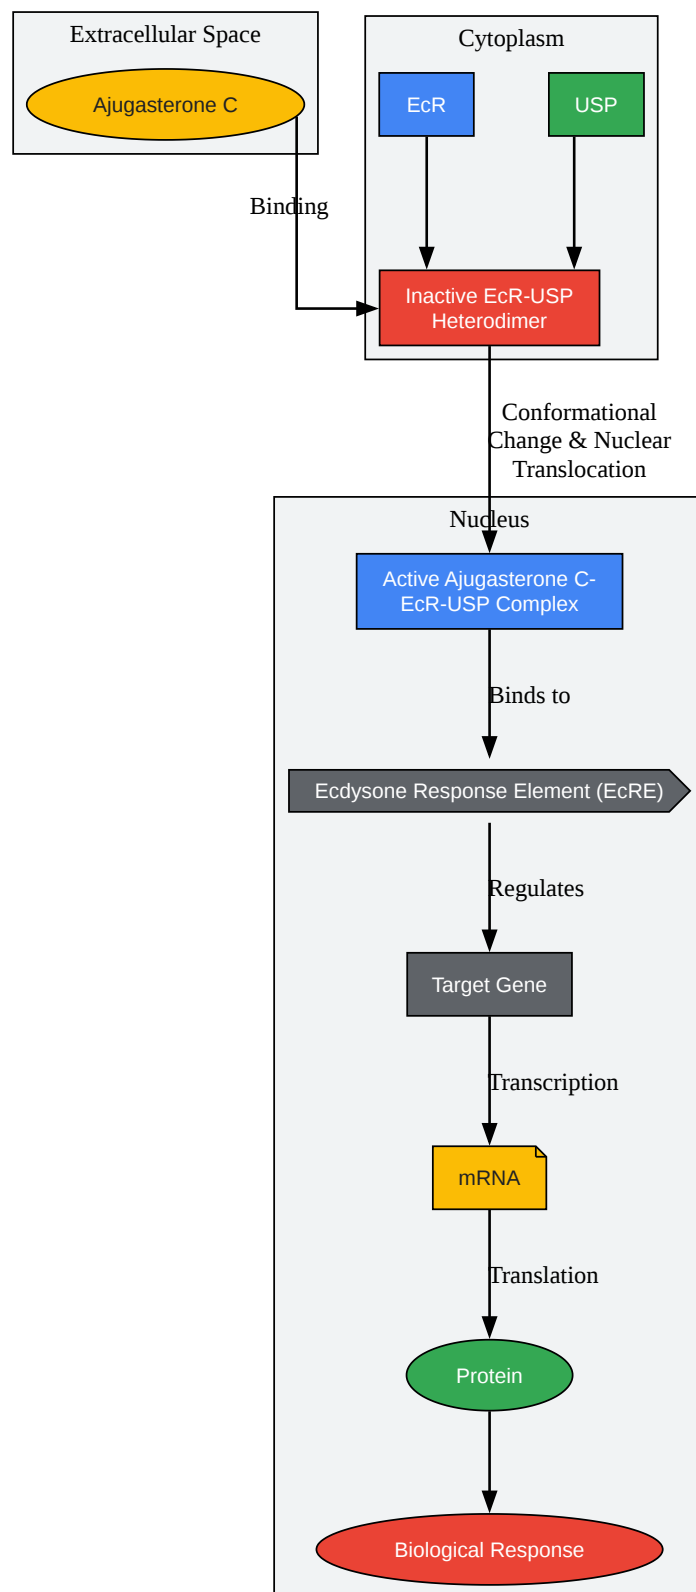 Extracellular Space
Ajugasterone C
Cytoplasm
EcR
USP
Binding
Inactive EcR-USP
Heterodimer
Conformational
Change & Nuclear
Translocation
Nucleus
Active Ajugasterone C-
EcR-USP Complex
Binds to
Ecdysone Response Element (EcRE)
Regulates
Target Gene
Transcription
mRNA
Translation
Protein
Biological Response